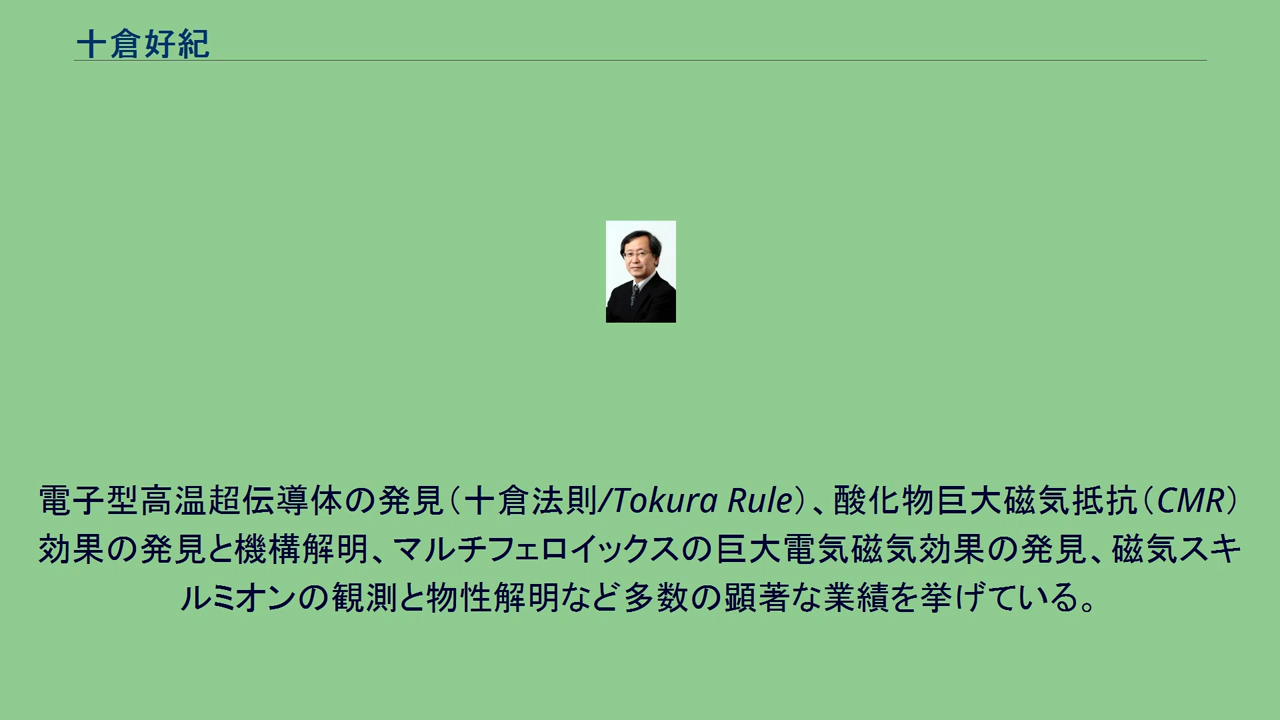 十倉好紀
電子型高温超伝導体の発見（十倉法則/Tokura Rule）、酸化物巨大磁気抵抗（CMR）
効果の発見と機構解明、マルチフェロイックスの巨大電気磁気効果の発見、磁気スキ
ルミオンの観測と物性解明など多数の顕著な業績を挙げている。